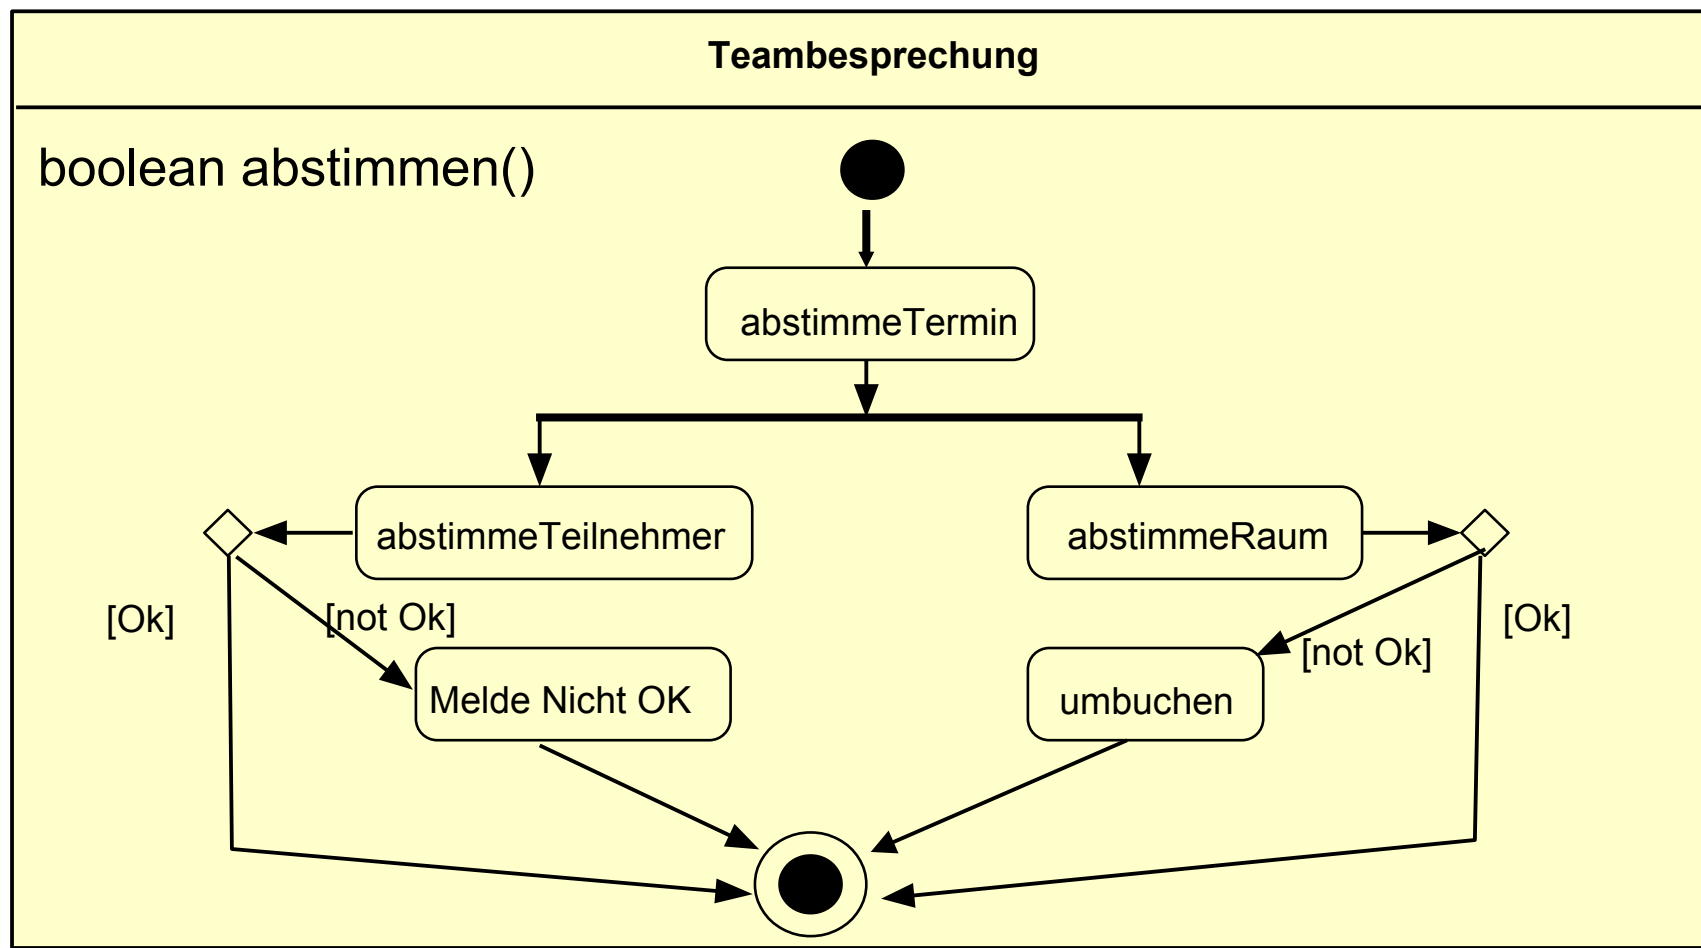 Teambesprechung
boolean abstimmen()
abstimmeTermin
abstimmeTeilnehmer
abstimmeRaum
[Ok]
[not Ok]
[not Ok]
[Ok]
Melde Nicht OK
umbuchen